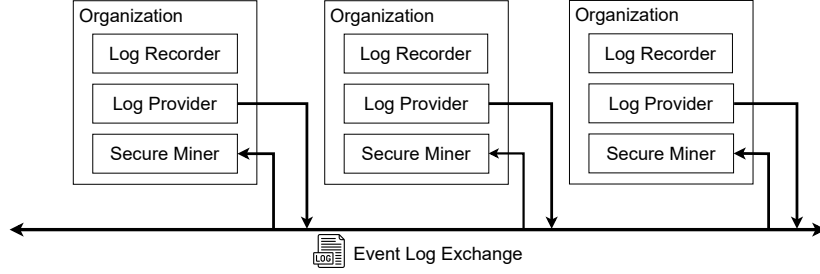 Organization
Log Recorder
Log Provider
Secure Miner
Organization
Log Recorder
Log Provider
Secure Miner
Organization
Log Recorder
Log Provider
Secure Miner
LOG
Event Log Exchange